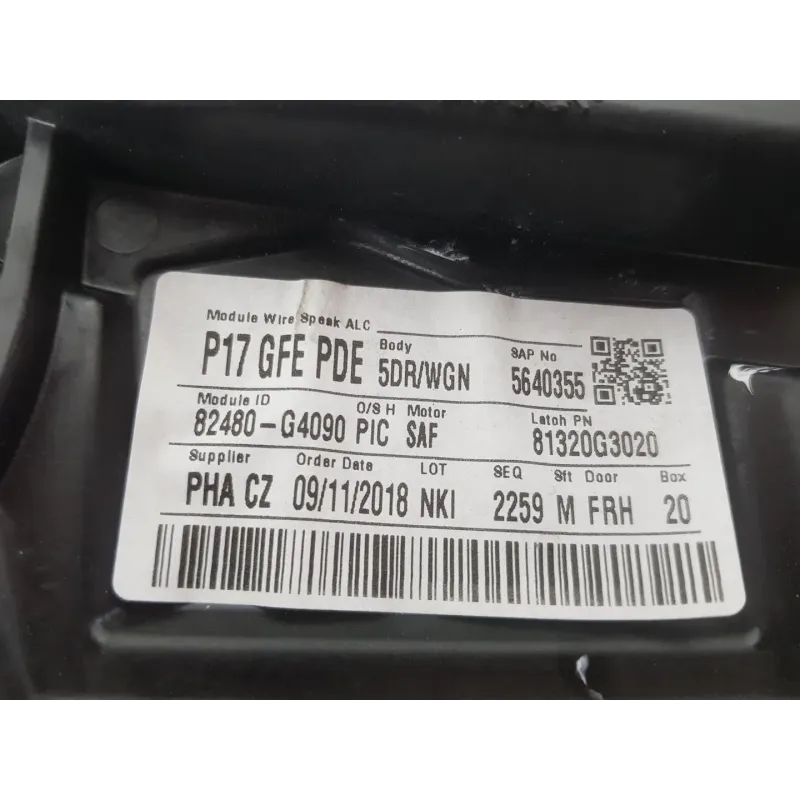 Module Wire Speak ALC
Body
SAP No
P17 GFE PDE 5DR/WGN 5640355
Module ID O/S H Motor Latch PN
82480-G4090 PIC SAF 81320G3020
Supplier Order Date LOT SEQ Sft Door Box
PHA CZ 09/11/2018 NKI 2259 M FRH 20